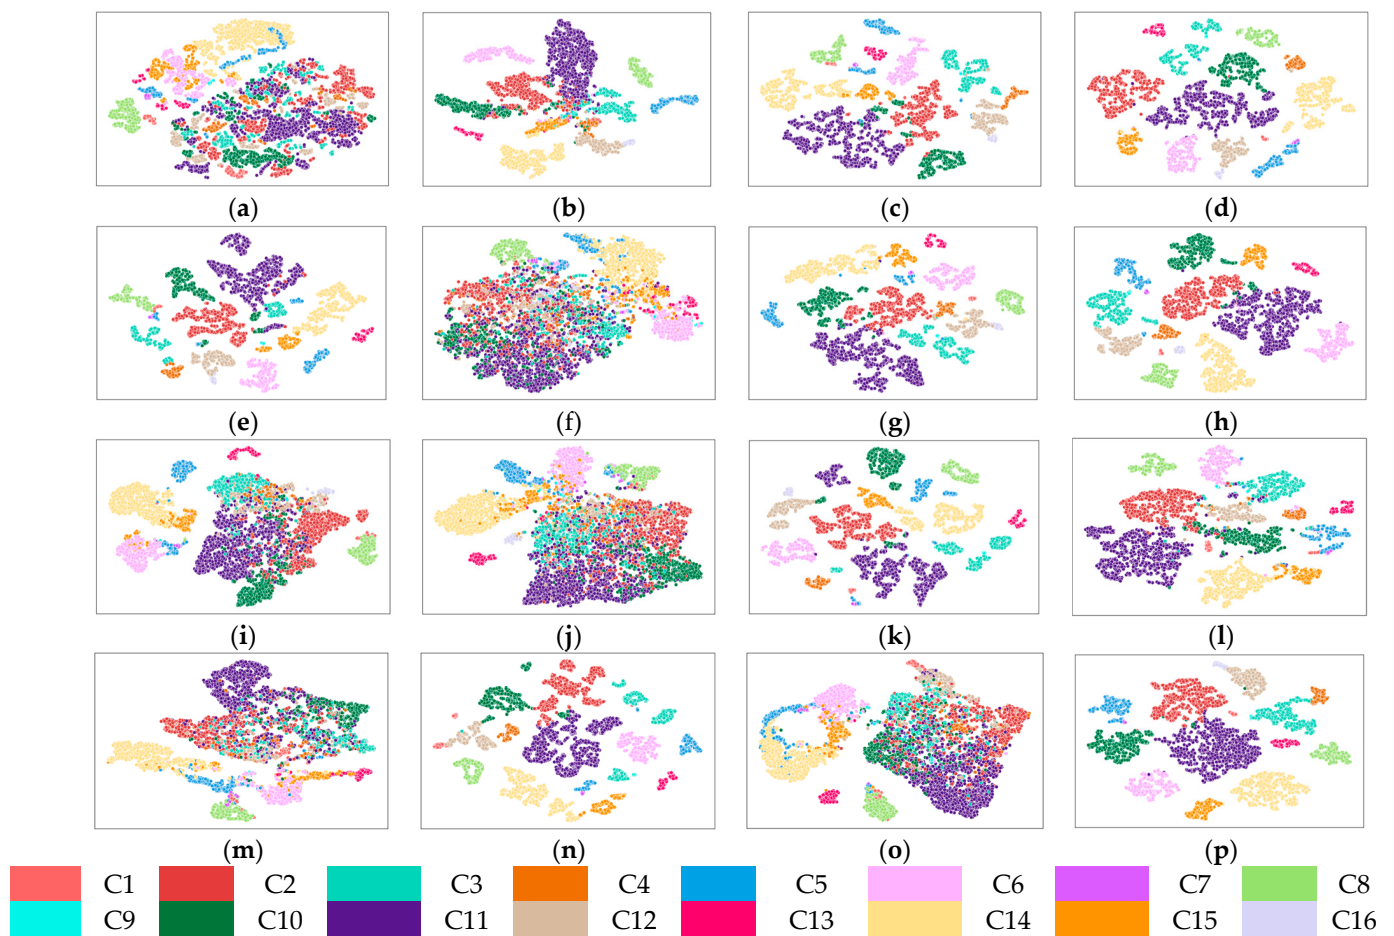 (a) (b) (c) (d)
(e) (f) (g) (h)
(i) (j) (k) (l)
(m) (n) (o) (p)
C1 C2 C3 C4 C5 C6 C7 C8
C9 C10 C11 C12 C13 C14 C15 C16